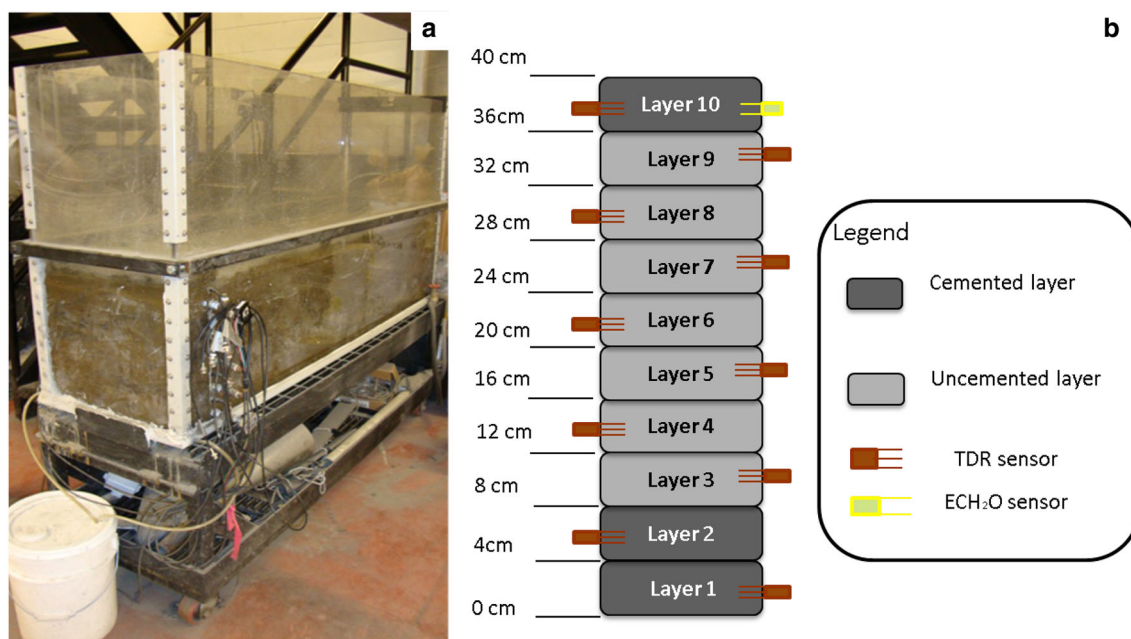 a
b
40 cm
Layer 10
36cm
Layer 9
32 cm
Layer 8
28 cm
Layer 7
24 cm
Layer 6
20 cm
Layer 5
16 cm
Layer 4
12 cm
Layer 3
8 cm
Layer 2
4cm
Layer 1
0 cm
Legend
Cemented layer
Uncemented layer
TDR sensor
ECH₂O sensor